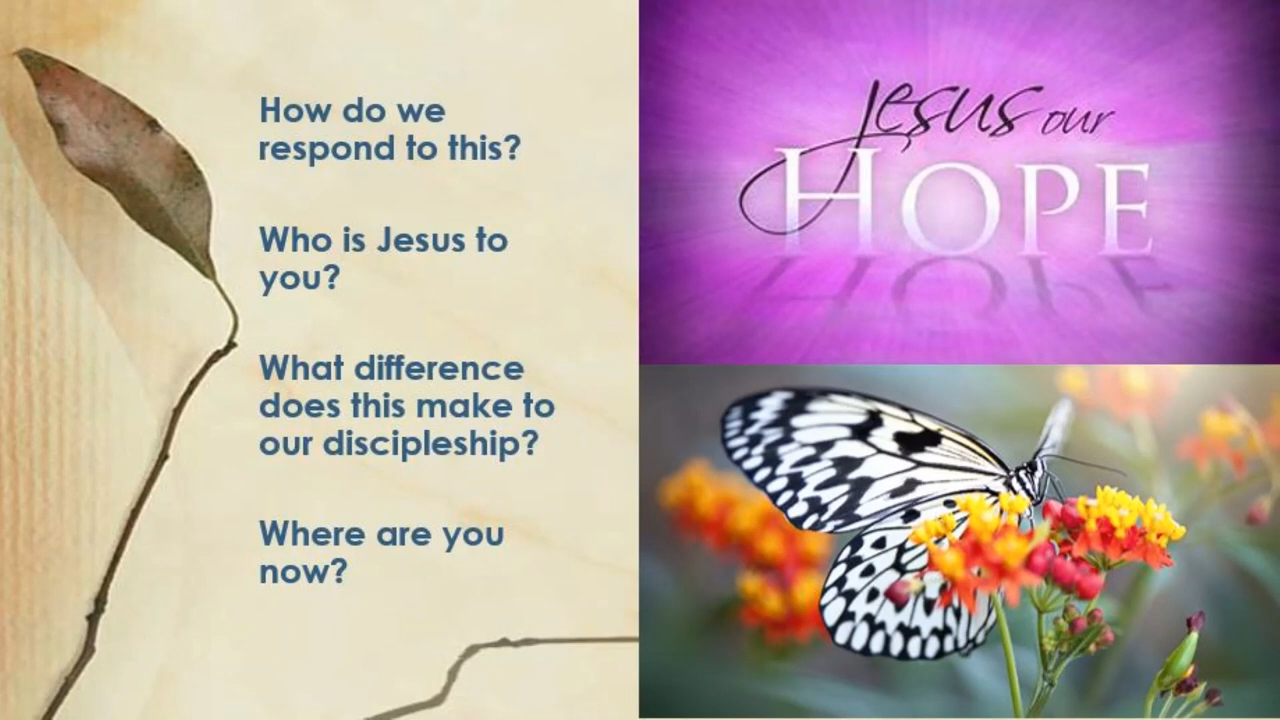 How do we
respond to this?
Who is Jesus to
you?
What difference
does this make to
our discipleship?
Where are you
now?
Jesus our
HOPE